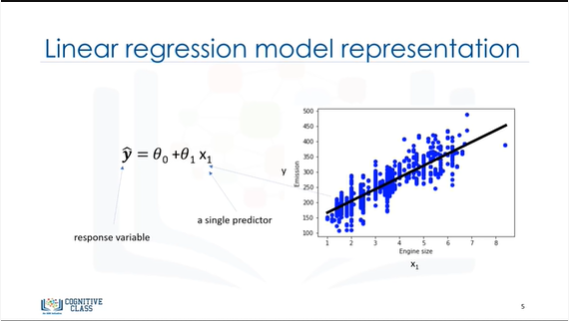 Linear regression model representation
ŷ = θ₀ +θ₁ x₁
response variable
a single predictor
y
Emission
500
450
400
350
300
250
200
150
100
1 2 3 4 5 6 7 8
Engine size
x₁
COGNITIVE
CLASS
5